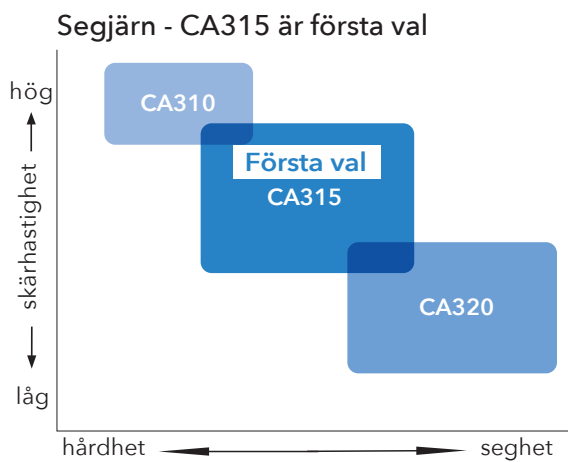 Segjärn - CA315 är första val
hög
CA310
Första val
CA315
skärhastighet
CA320
låg
hårdhet
seghet